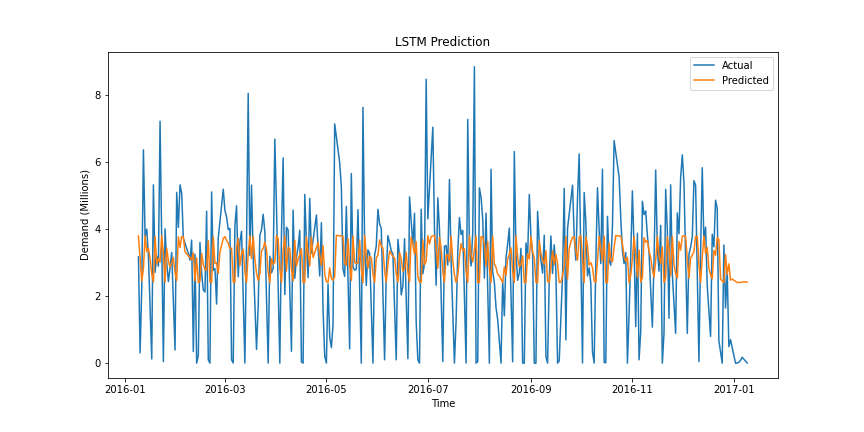 LSTM Prediction
Actual
Predicted
Demand (Millions)
8
6
4
2
0
2016-01 2016-03 2016-05 2016-07 2016-09 2016-11 2017-01
Time